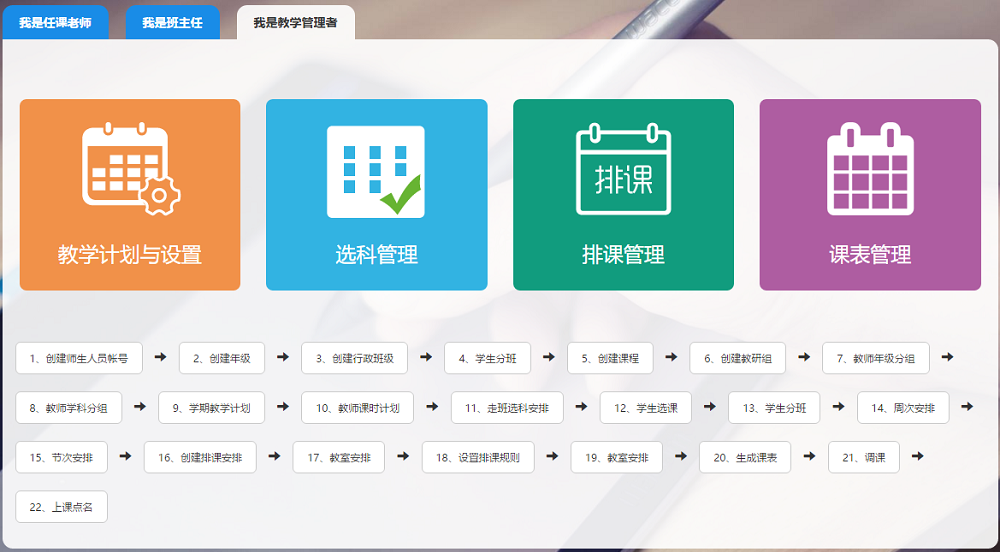 我是任课老师 我是班主任 我是教学管理者
排课
教学计划与设置 选科管理 排课管理 课表管理
1、创建师生人员帐号 2、创建年级 3、创建行政班级 4、学生分班 5、创建课程 6、创建教研组 7、教师年级分组
8、教师学科分组 9、学期教学计划 10、教师课时计划 11、走班选科安排 12、学生选课 13、学生分班 14、周次安排
15、节次安排 16、创建排课安排 17、教室安排 18、设置排课规则 19、教室安排 20、生成课表 21、调课
22、上课点名